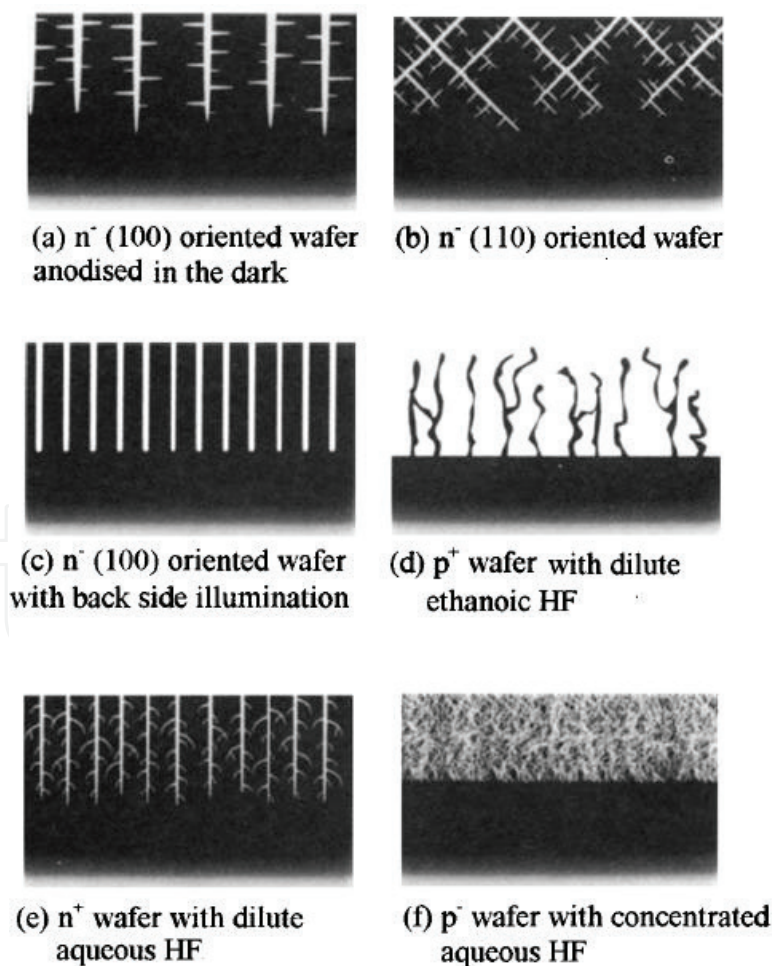 (a) n⁻ (100) oriented wafer
anodised in the dark
(b) n⁻ (110) oriented wafer
(c) n⁻ (100) oriented wafer
with back side illumination
(d) p⁺ wafer with dilute
ethanoic HF
(e) n⁺ wafer with dilute
aqueous HF
(f) p⁻ wafer with concentrated
aqueous HF